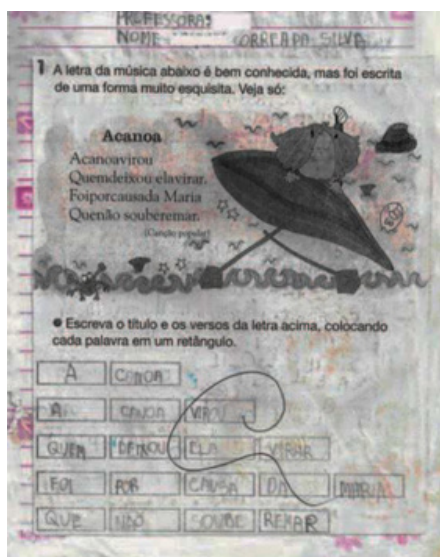 PROFESSORA
NOME CORREA DA SILVA
1 A letra da música abaixo é bem conhecida, mas foi escrita
de uma forma muito esquisita. Veja só:
Acanoa
Acanoavirou
Quemdeixou elavirar.
Foiporcausada Maria
Quenão souberemar.
(Canção popular)
● Escreva o título e os versos da letra acima, colocando
cada palavra em um retângulo.
A CANOA
A CANOA VIROU
QUEM DEIXOU ELA VIRAR
FOI POR CAUSA DA MARIA
QUE NÃO SOUBE REMAR